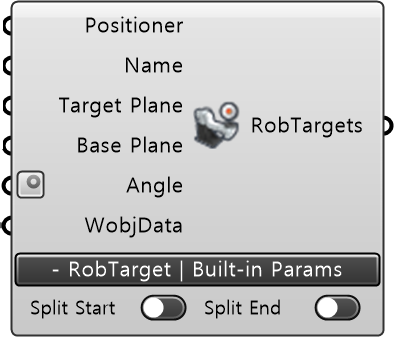 Positioner
Name
Target Plane
RobTargets
Base Plane
Angle
WobjData
- RobTarget | Built-in Params
Split Start Split End